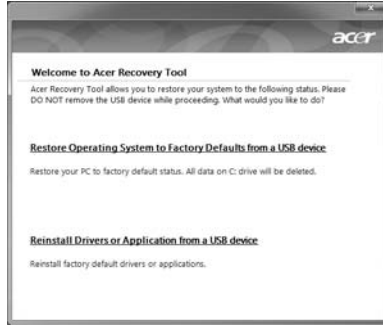 acer
Welcome to Acer Recovery Tool
Acer Recovery Tool allows you to restore your system to the following status. Please
DO NOT remove the USB device while proceeding. What would you like to do?
Restore Operating System to Factory Defaults from a USB device
Restore your PC to factory default status. All data on C: drive will be deleted.
Reinstall Drivers or Application from a USB device
Reinstall factory default drivers or applications.